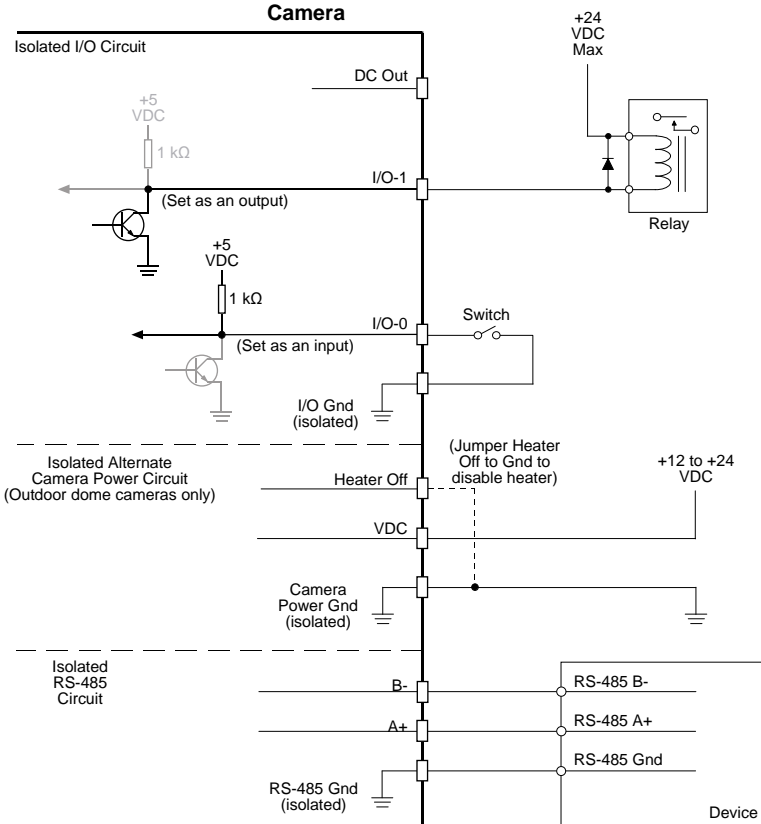 Camera
Isolated I/O Circuit
+24
VDC
Max
DC Out
+5
VDC
1 kΩ
I/O-1
(Set as an output)
Relay
+5
VDC
1 kΩ
I/O-0
Switch
(Set as an input)
I/O Gnd
(isolated)
Isolated Alternate
Camera Power Circuit
(Outdoor dome cameras only)
(Jumper Heater
Off to Gnd to
disable heater)
+12 to +24
VDC
Heater Off
VDC
Camera
Power Gnd
(isolated)
Isolated
RS-485
Circuit
B-
RS-485 B-
A+
RS-485 A+
RS-485 Gnd
RS-485 Gnd
(isolated)
Device